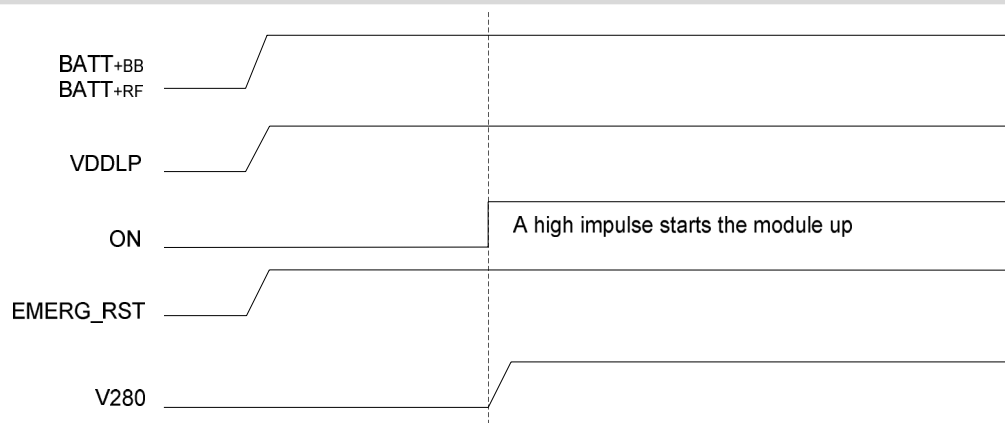 BATT+BB
BATT+RF
VDDLP
ON
A high impulse starts the module up
EMERG_RST
V280